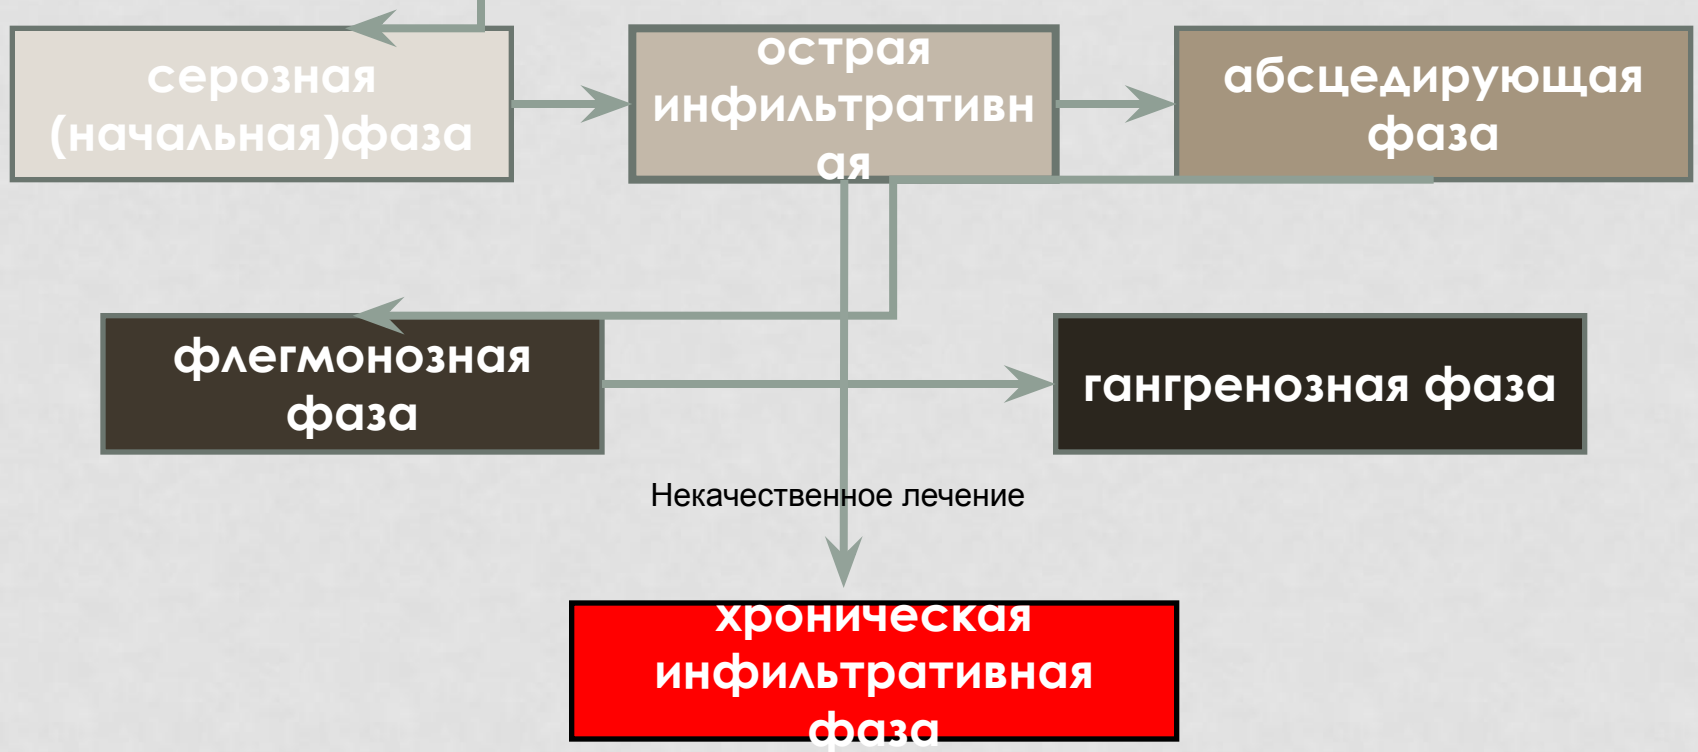 серозная
(начальная)фаза
острая
инфильтративн
ая
абсцедирующая
фаза
флегмонозная
фаза
гангренозная фаза
Некачественное лечение
хроническая
инфильтративная
фаза